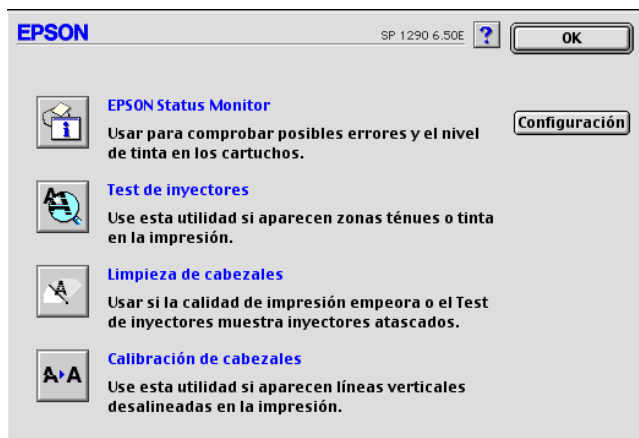 EPSON
SP 1290 6.50E
?
OK
EPSON Status Monitor
Usar para comprobar posibles errores y el nivel
de tinta en los cartuchos.
Configuración
Test de inyectores
Use esta utilidad si aparecen zonas ténues o tinta
en la impresión.
Limpieza de cabezales
Usar si la calidad de impresión empeora o el Test
de inyectores muestra inyectores atascados.
Calibración de cabezales
Use esta utilidad si aparecen líneas verticales
desalineadas en la impresión.